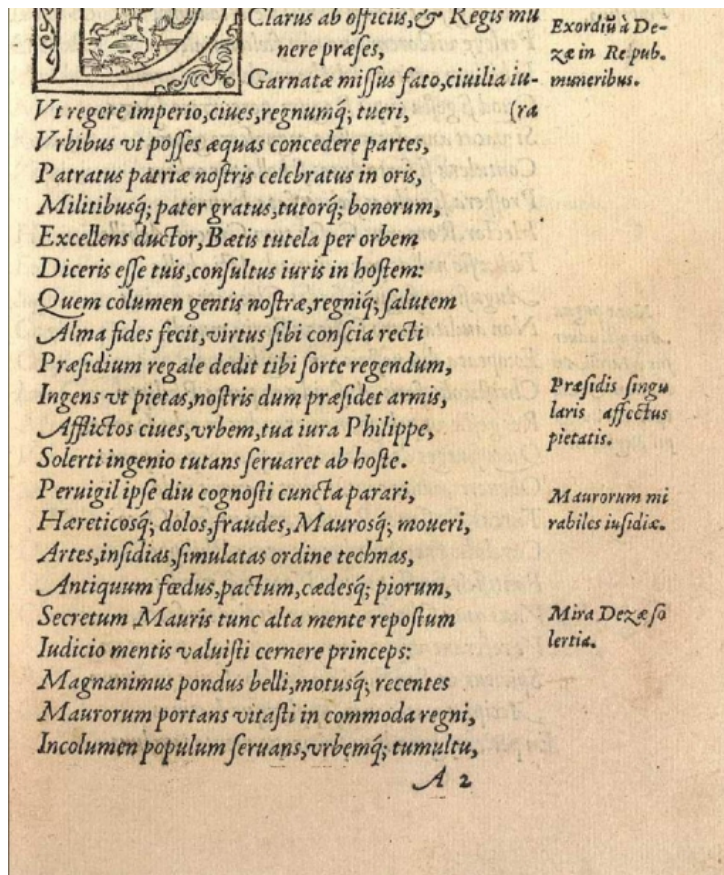 Clarus ab officiis,& Regis mu
nere præses,
Garnatæ missus fato,ciuilia iu-
Vt regere imperio,ciues,regnumq́; tueri, (ra
Vrbibus vt posses æquas concedere partes,
Patratus patriæ nostris celebratus in oris,
Militibusq́; pater gratus,tutorq́; bonorum,
Excellens ductor,Bætis tutela per orbem
Diceris esse tuis,consultus iuris in hostem:
Quem columen gentis nostræ,regniq́; salutem
Alma fides fecit,virtus sibi conscia recti
Præsidium regale dedit tibi sorte regendum,
Ingens vt pietas,nostris dum præsidet armis,
Afflictos ciues,vrbem,tua iura Philippe,
Solerti ingenio tutans seruaret ab hoste.
Peruigil ipse diu cognosti cuncta parari,
Hæreticosq́; dolos,fraudes,Maurosq́; moueri,
Artes,insidias,simulatas ordine technas,
Antiquum fœdus,pactum,cædesq́; piorum,
Secretum Mauris tunc alta mente repostum
Iudicio mentis valuisti cernere princeps:
Magnanimus pondus belli,motusq́; recentes
Maurorum portans vitasti in commoda regni,
Incolumen populum seruans,vrbemq́; tumultu,
A 2
Exordiũ à De-
zæ in Repub.
muneribus.
Præsidis singu
laris affectus
pietatis.
Maurorum mi
rabiles iusidiæ.
Mira Dezæ so
lertia.